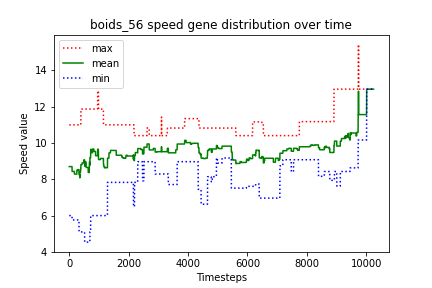 boids_56 speed gene distribution over time
max
mean
min
Speed value
14
12
10
8
6
4
0
2000
4000
6000
8000
10000
Timesteps